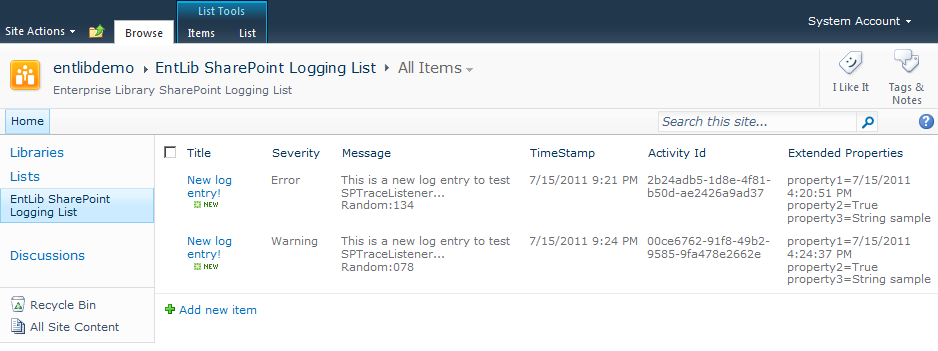 List Tools
Site Actions
Browse
Items
List
System Account
entlibdemo EntLib SharePoint Logging List All Items
Enterprise Library SharePoint Logging List
I Like It
Tags &
Notes
Home
Search this site...
?
Libraries
Lists
EntLib SharePoint
Logging List
Discussions
Recycle Bin
All Site Content
Title Severity Message TimeStamp Activity Id Extended Properties
New log Error This is a new log entry to test 7/15/2011 9:21 PM 2b24adb5-1d8e-4f81- property1=7/15/2011
entry! SPTraceListener... b50d-ae2426a9ad37 4:20:51 PM
NEW Random:134 property2=True
property3=String sample
New log Warning This is a new log entry to test 7/15/2011 9:24 PM 00ce6762-91f8-49b2- property1=7/15/2011
entry! SPTraceListener... 9585-9fa478e2662e 4:24:37 PM
NEW Random:078 property2=True
property3=String sample
Add new item